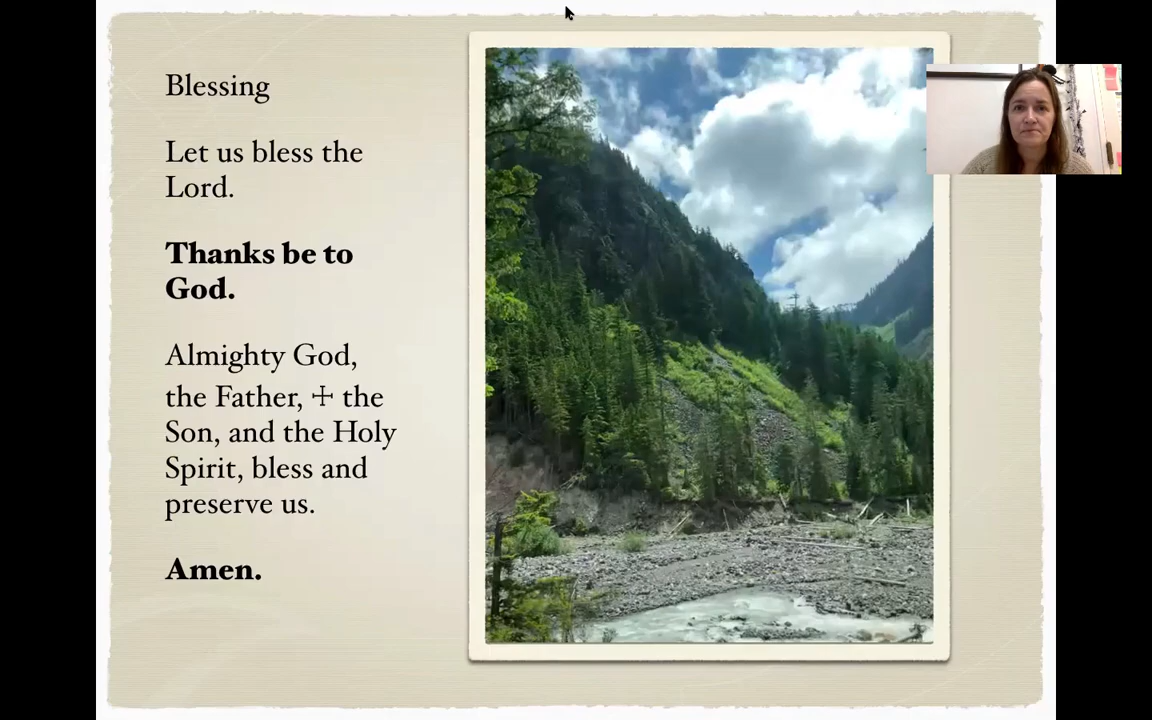 Blessing
Let us bless the
Lord.
Thanks be to
God.
Almighty God,
the Father, ☩ the
Son, and the Holy
Spirit, bless and
preserve us.
Amen.